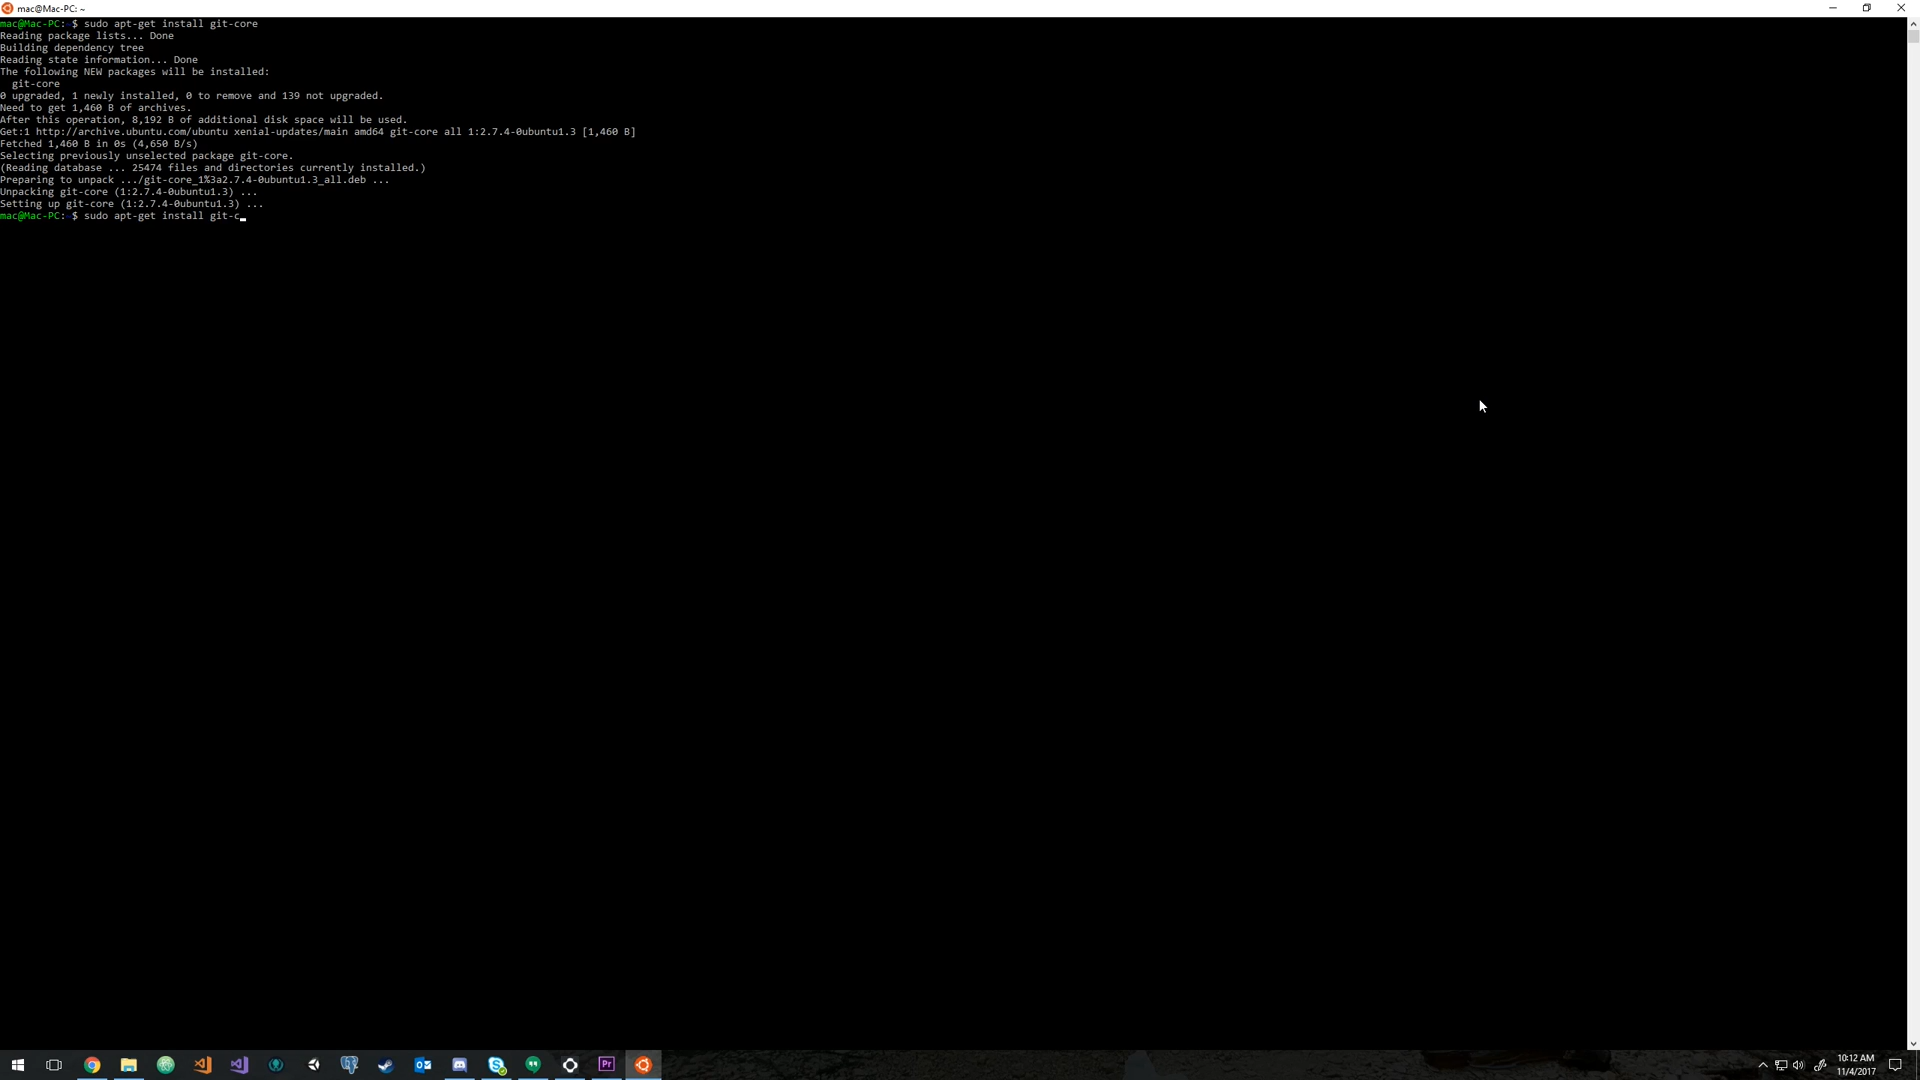 mac@Mac-PC: ~
mac@Mac-PC:~$ sudo apt-get install git-core
Reading package lists... Done
Building dependency tree
Reading state information... Done
The following NEW packages will be installed:
  git-core
0 upgraded, 1 newly installed, 0 to remove and 139 not upgraded.
Need to get 1,460 B of archives.
After this operation, 8,192 B of additional disk space will be used.
Get:1 http://archive.ubuntu.com/ubuntu xenial-updates/main amd64 git-core all 1:2.7.4-0ubuntu1.3 [1,460 B]
Fetched 1,460 B in 0s (4,650 B/s)
Selecting previously unselected package git-core.
(Reading database ... 25474 files and directories currently installed.)
Preparing to unpack .../git-core_1%3a2.7.4-0ubuntu1.3_all.deb ...
Unpacking git-core (1:2.7.4-0ubuntu1.3) ...
Setting up git-core (1:2.7.4-0ubuntu1.3) ...
mac@Mac-PC:~$ sudo apt-get install git-c
Pr
10:12 AM
11/4/2017